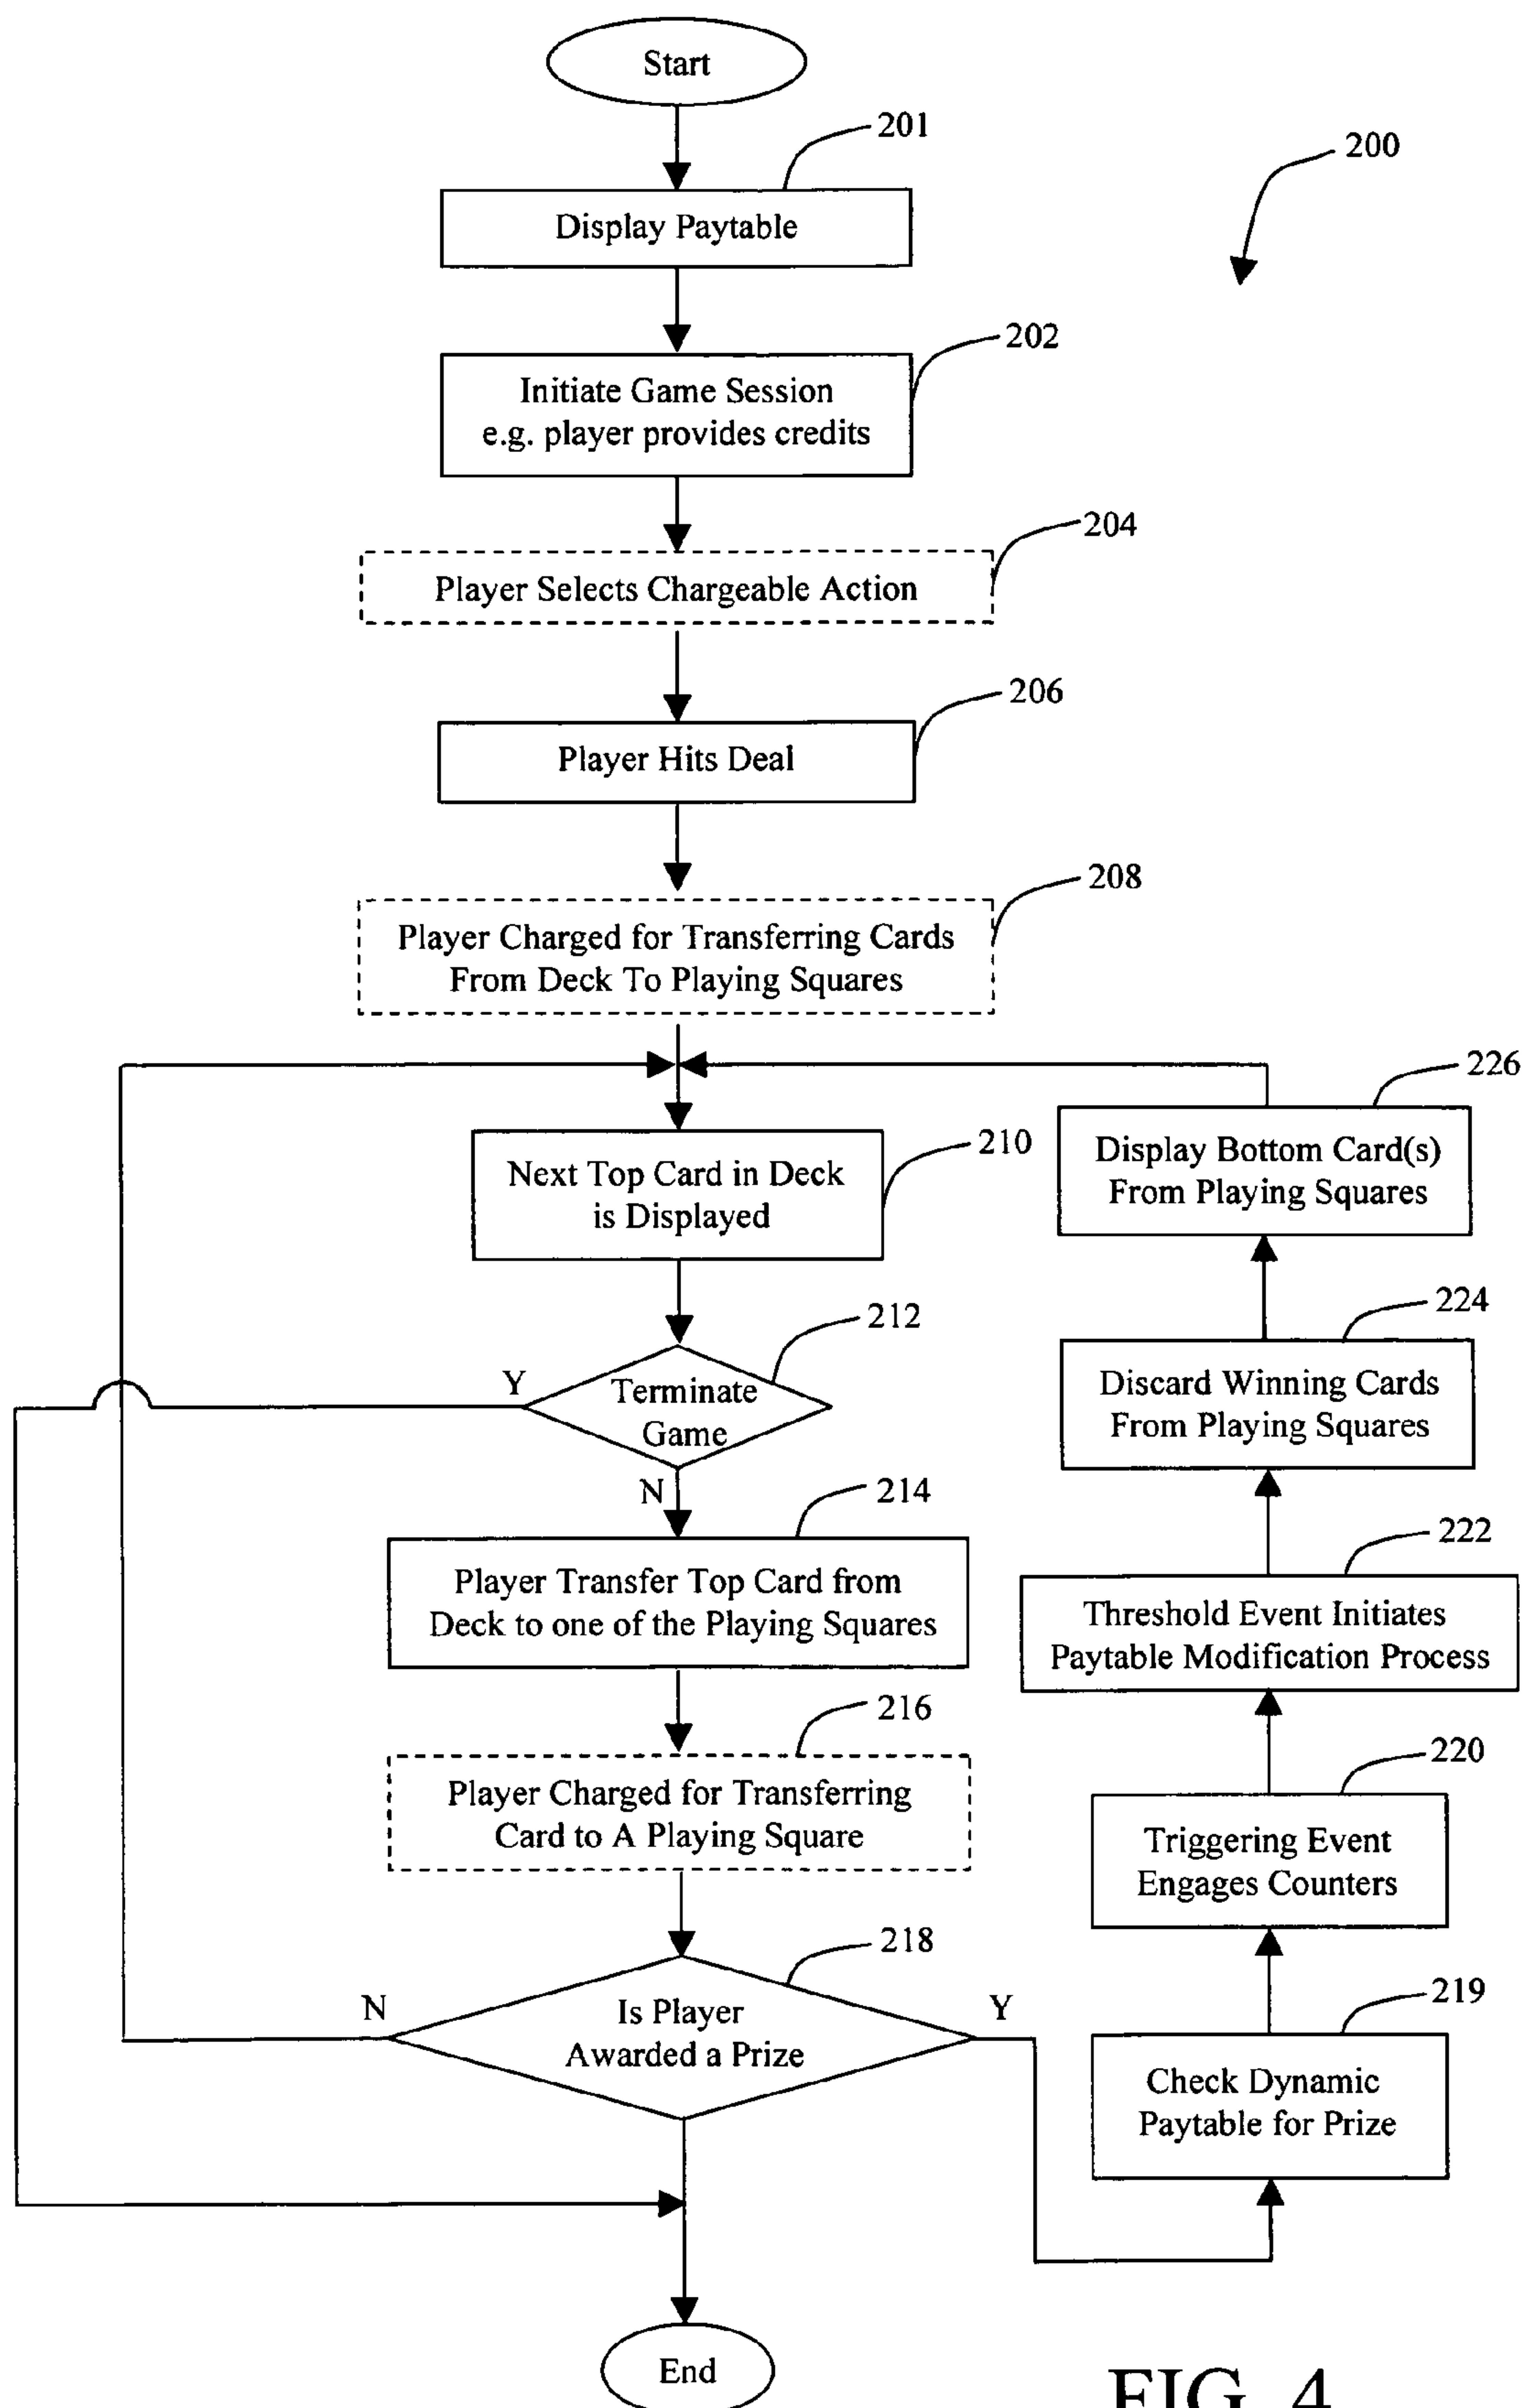 Start
201
200
Display Paytable
202
Initiate Game Session
e.g. player provides credits
204
Player Selects Chargeable Action
206
Player Hits Deal
208
Player Charged for Transferring Cards
From Deck To Playing Squares
226
Display Bottom Card(s)
From Playing Squares
210
Next Top Card in Deck
is Displayed
224
Discard Winning Cards
From Playing Squares
212
Y
Terminate
Game
N
214
Player Transfer Top Card from
Deck to one of the Playing Squares
222
Threshold Event Initiates
Paytable Modification Process
216
Player Charged for Transferring
Card to A Playing Square
220
Triggering Event
Engages Counters
218
N
Is Player
Awarded a Prize
Y
219
Check Dynamic
Paytable for Prize
End
FIG. 4